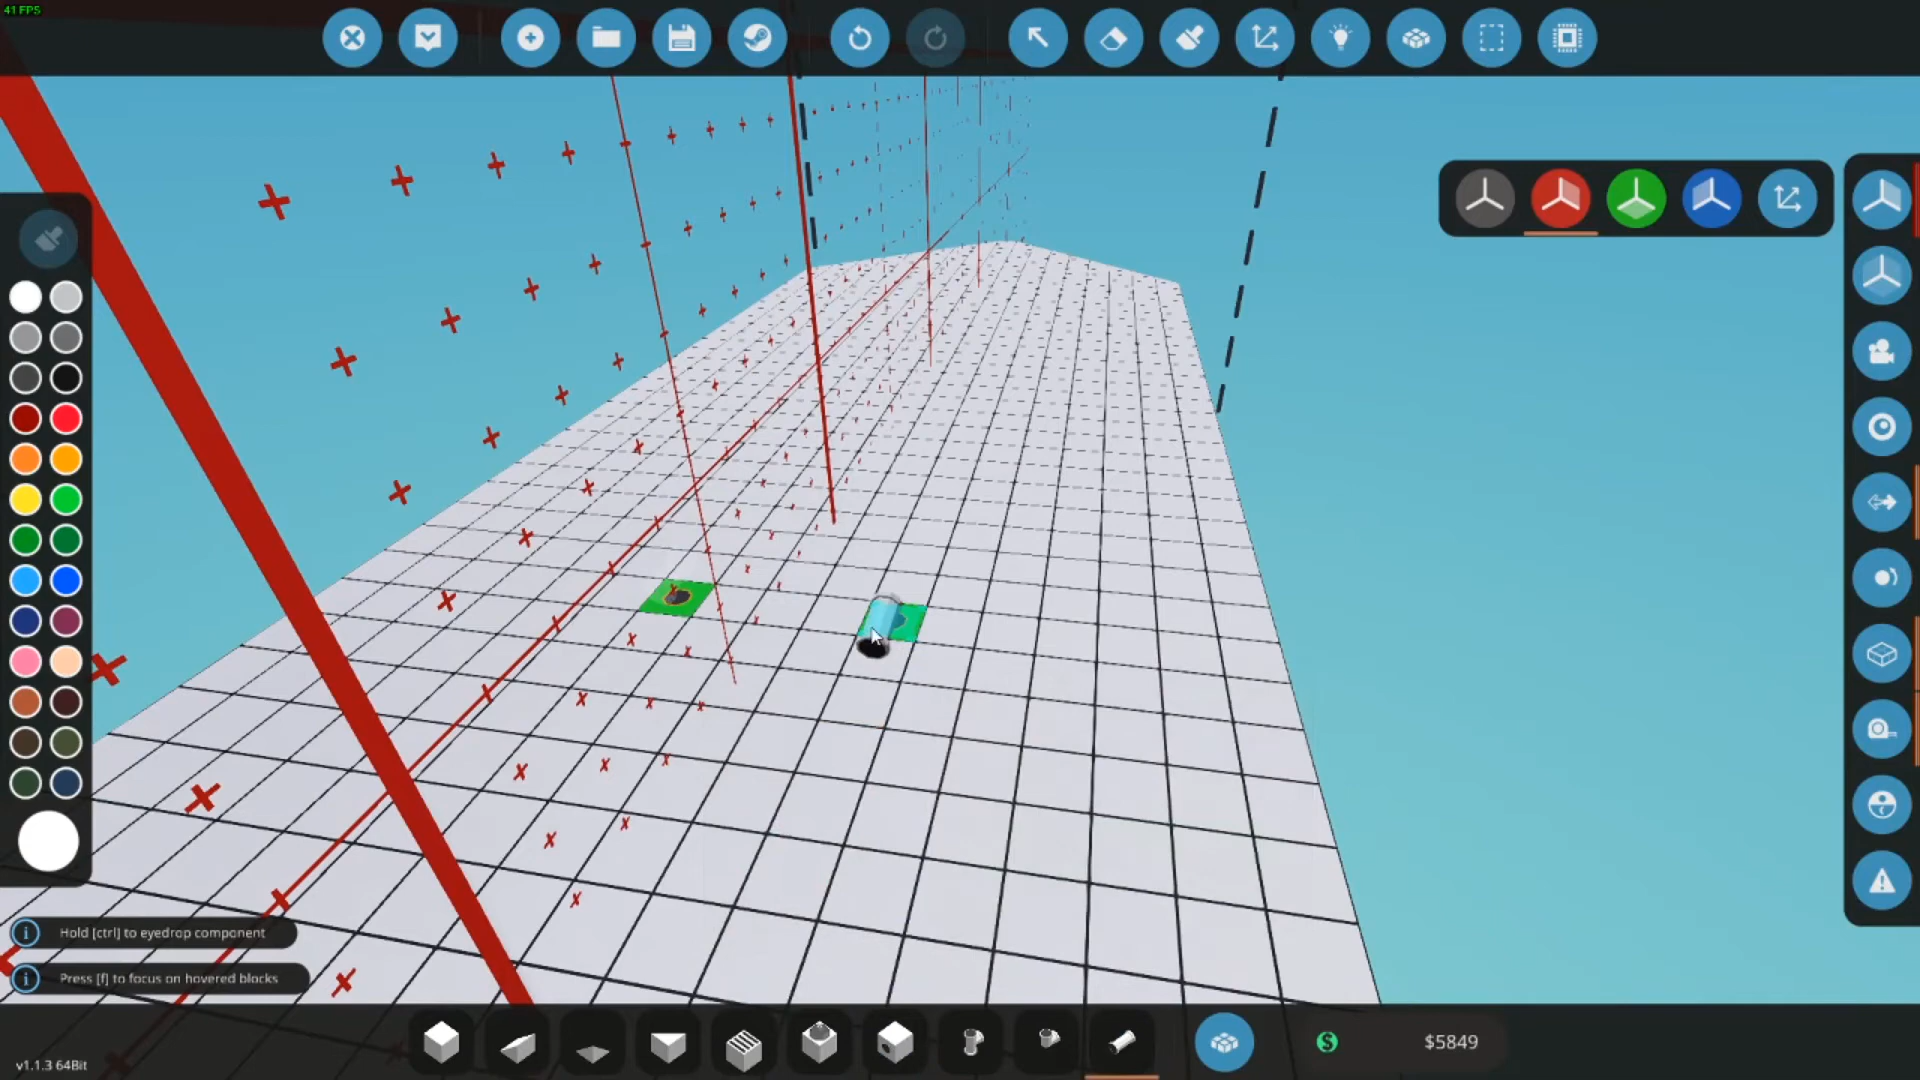 41 FPS
Hold [ctrl] to eyedrop component
Press [f] to focus on hovered blocks
$5849
v1.1.3 64Bit